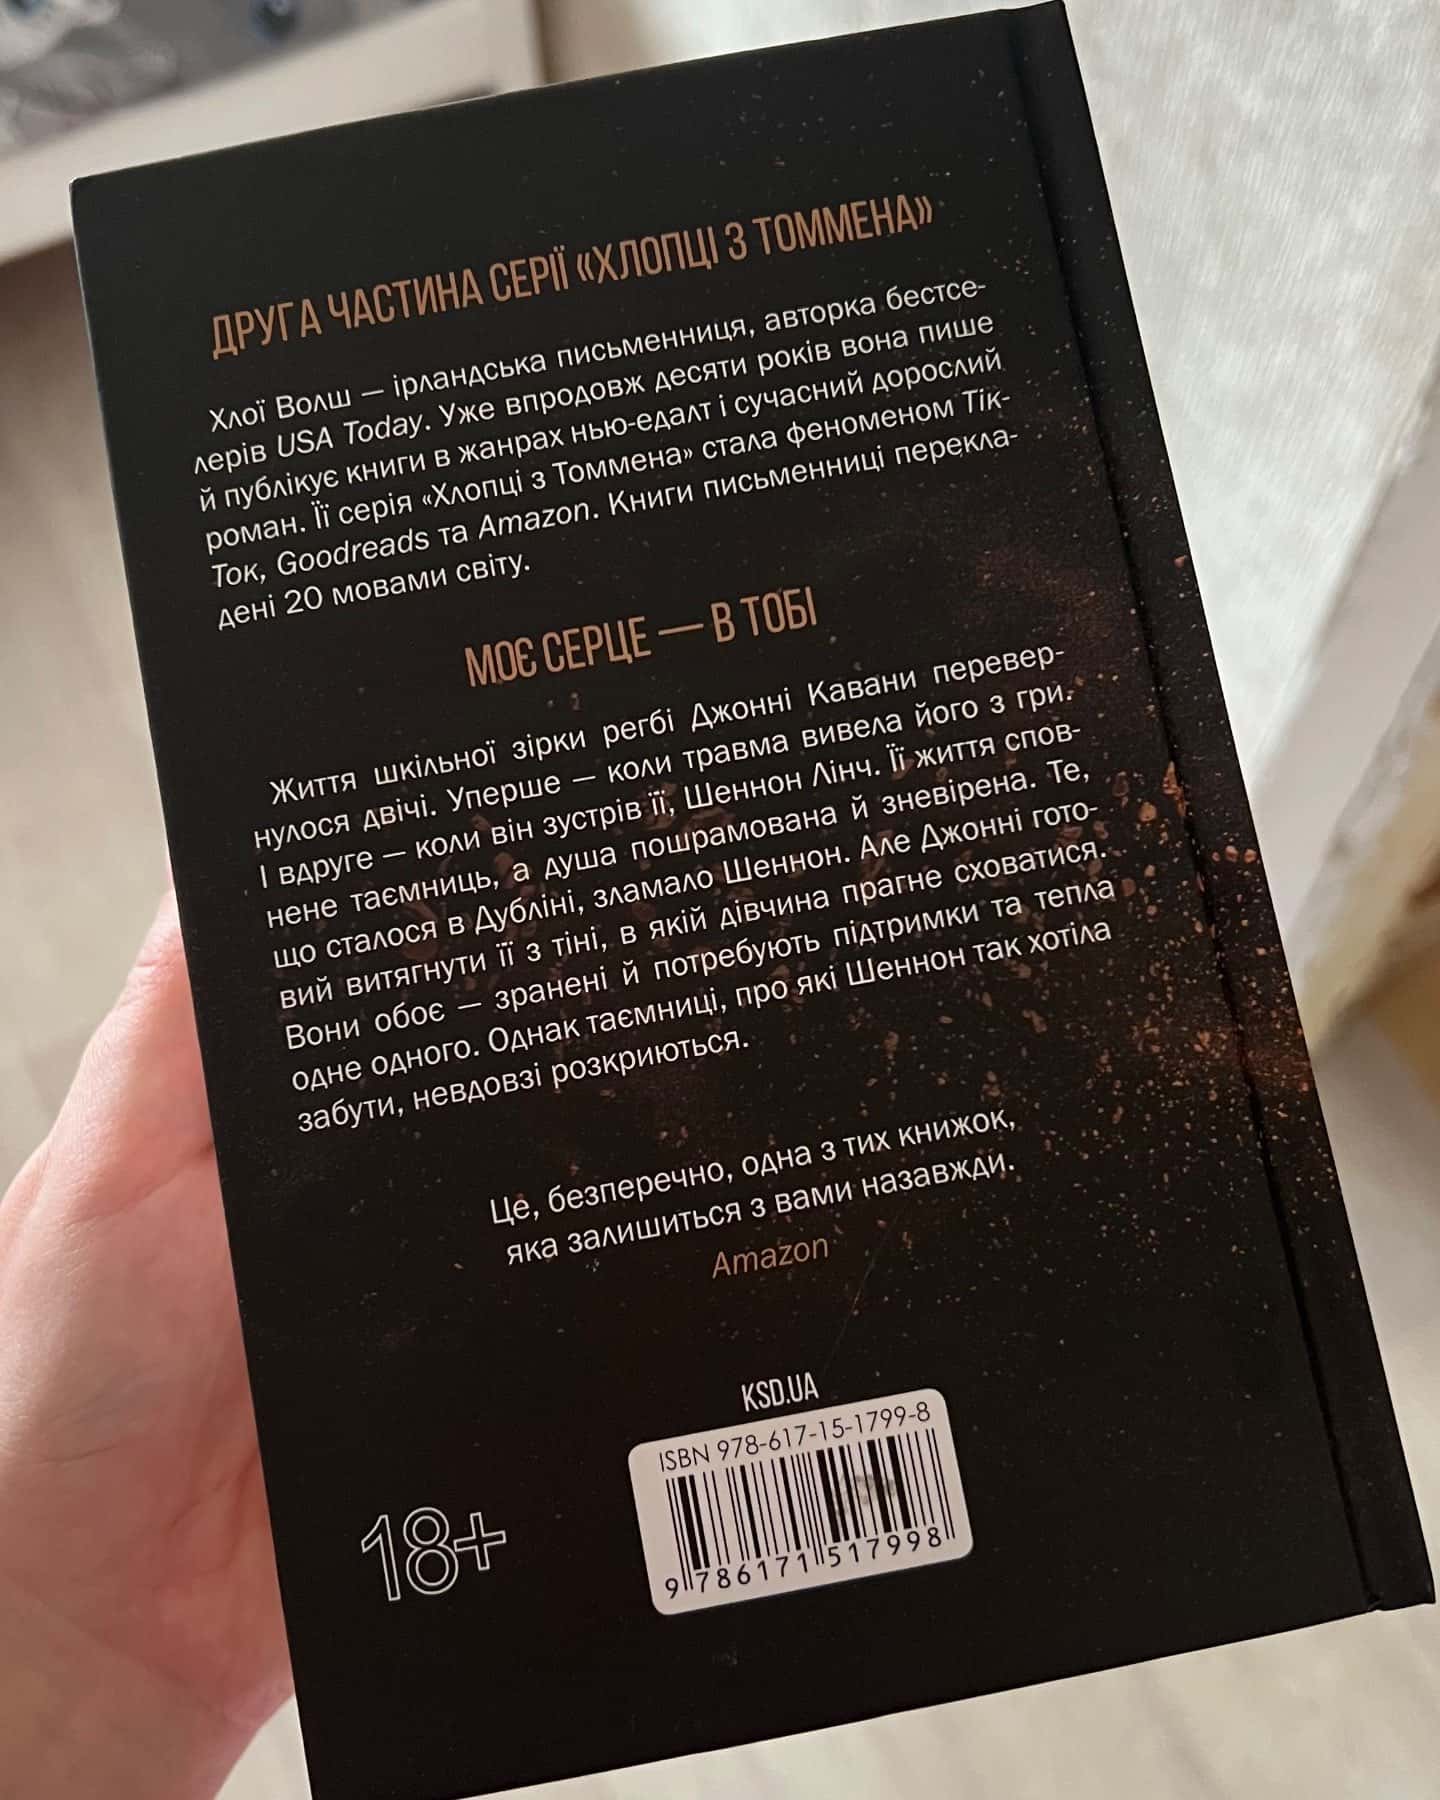 ДРУГА ЧАСТИНА СЕРІЇ «ХЛОПЦІ З ТОММЕНА»
Хлої Волш — ірландська письменниця, авторка бестсе-
лерів USA Today. Уже впродовж десяти років вона пише
й публікує книги в жанрах нью-едалт і сучасний дорослий
роман. Її серія «Хлопці з Томмена» стала феноменом Тік-
Ток, Goodreads та Amazon. Книги письменниці перекла-
дені 20 мовами світу.
МОЄ СЕРЦЕ — В ТОБІ
Життя шкільної зірки регбі Джонні Кавани перевер-
нулося двічі. Уперше — коли травма вивела його з гри.
І вдруге — коли він зустрів її, Шеннон Лінч. Її життя спов-
нене таємниць, а душа пошрамована й зневірена. Те,
що сталося в Дубліні, зламало Шеннон. Але Джонні гото-
вий витягнути її з тіні, в якій дівчина прагне сховатися.
Вони обоє — зранені й потребують підтримки та тепла
одне одного. Однак таємниці, про які Шеннон так хотіла
забути, невдовзі розкриються.
Це, безперечно, одна з тих книжок,
яка залишиться з вами назавжди.
Amazon
KSD.UA
ISBN 978-617-15-1799-8
9 786171 517998
18+